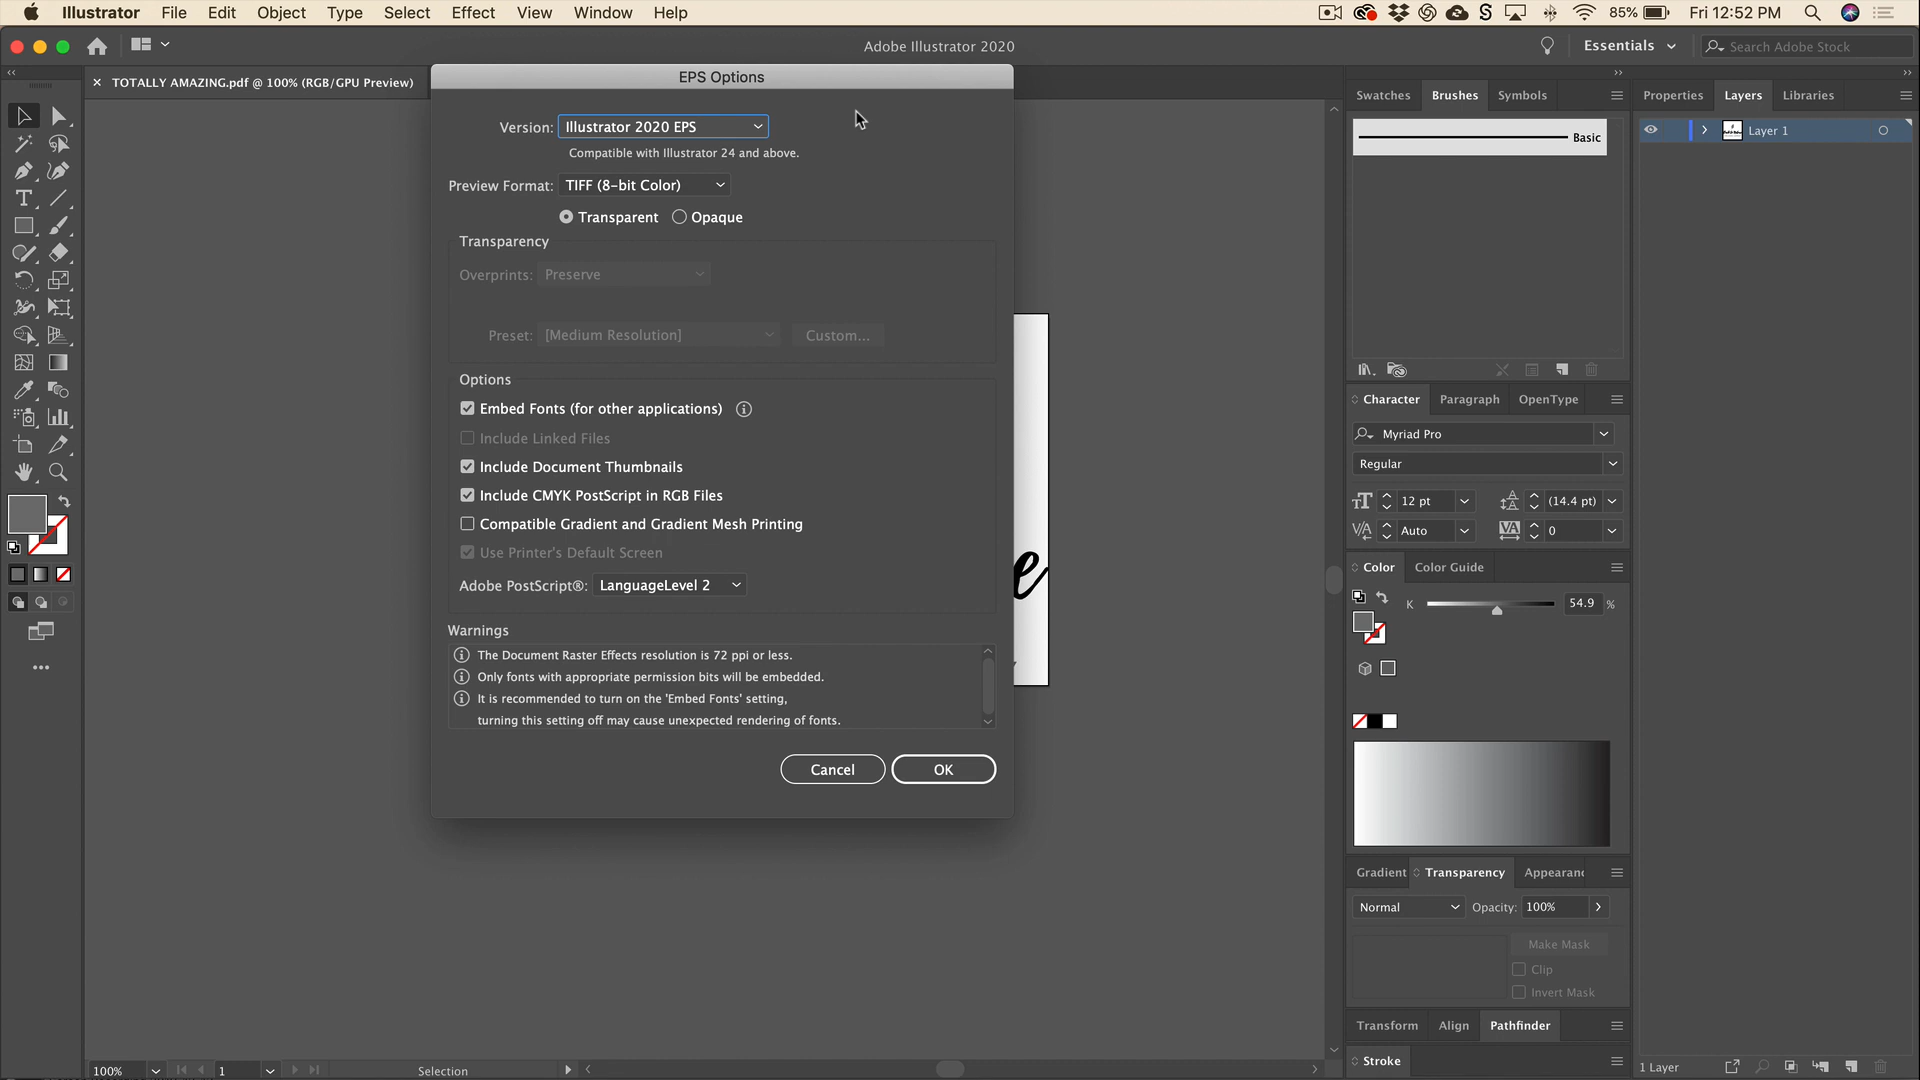 Illustrator File Edit Object Type Select Effect View Window Help
85% Fri 12:52 PM
Adobe Illustrator 2020
Essentials
Search Adobe Stock
× TOTALLY AMAZING.pdf @ 100% (RGB/GPU Preview)
EPS Options
Version: Illustrator 2020 EPS
Compatible with Illustrator 24 and above.
Preview Format: TIFF (8-bit Color)
Transparent Opaque
Transparency
Overprints: Preserve
Preset: [Medium Resolution] Custom...
Options
Embed Fonts (for other applications)
Include Linked Files
Include Document Thumbnails
Include CMYK PostScript in RGB Files
Compatible Gradient and Gradient Mesh Printing
Use Printer's Default Screen
Adobe PostScript®: LanguageLevel 2
Warnings
The Document Raster Effects resolution is 72 ppi or less.
Only fonts with appropriate permission bits will be embedded.
It is recommended to turn on the 'Embed Fonts' setting,
turning this setting off may cause unexpected rendering of fonts.
Cancel OK
e
Swatches Brushes Symbols
Basic
Character Paragraph OpenType
Myriad Pro
Regular
12 pt (14.4 pt)
Auto 0
Color Color Guide
K 54.9 %
Gradient Transparency Appearanc
Normal Opacity: 100%
Make Mask
Clip
Invert Mask
Transform Align Pathfinder
Stroke
Properties Layers Libraries
Layer 1
1 Layer
100% 1 Selection